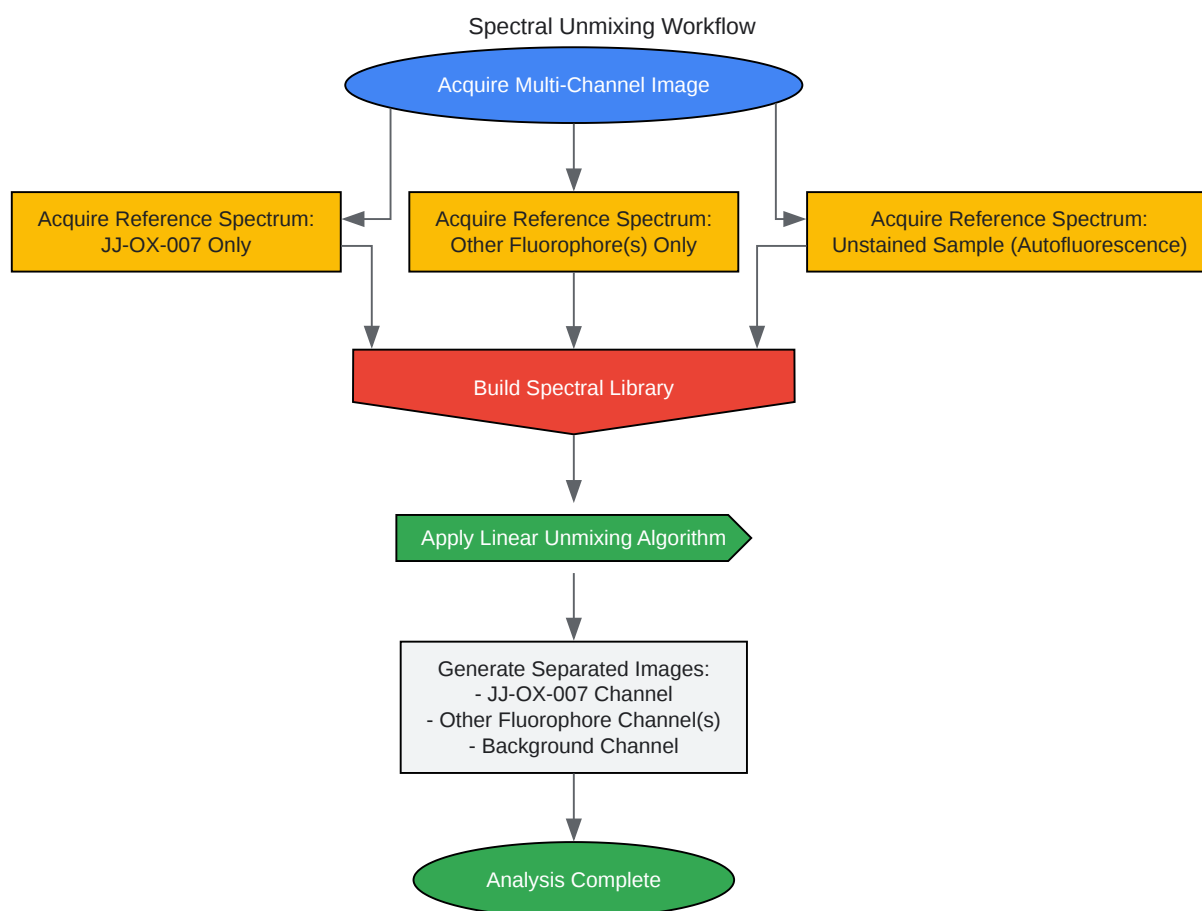 Spectral Unmixing Workflow
Acquire Multi-Channel Image
Acquire Reference Spectrum:
JJ-OX-007 Only
Acquire Reference Spectrum:
Other Fluorophore(s) Only
Acquire Reference Spectrum:
Unstained Sample (Autofluorescence)
Build Spectral Library
Apply Linear Unmixing Algorithm
Generate Separated Images:
- JJ-OX-007 Channel
- Other Fluorophore Channel(s)
- Background Channel
Analysis Complete